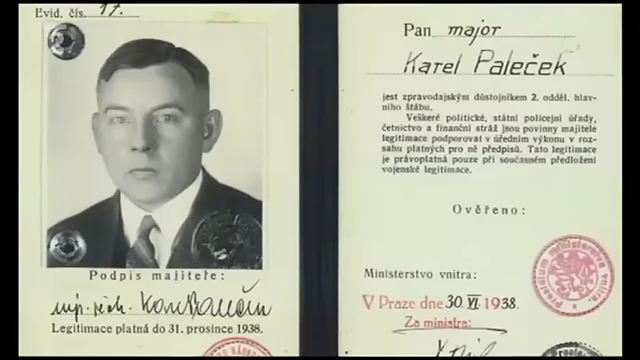 Evid. čís. 17.
Podpis majitele:
Legitimace platná do 31. prosince 1938.
Pan major
Karel Paleček
jest zpravodajským důstojníkem 2. odděl. hlav-
ního štábu.
Veškeré politické, státní policejní úřady,
četnictvo a finanční stráž jsou povinny majitele
legitimace podporovat v úředním výkonu v roz-
sahu platných pro ně předpisů. Tato legitimace
je právoplatná pouze při současném předložení
vojenské legitimace.
Ověřeno:
Ministerstvo vnitra:
V Praze dne 30. VI. 1938.
Za ministra:
Presidium ministerstva vnitra.